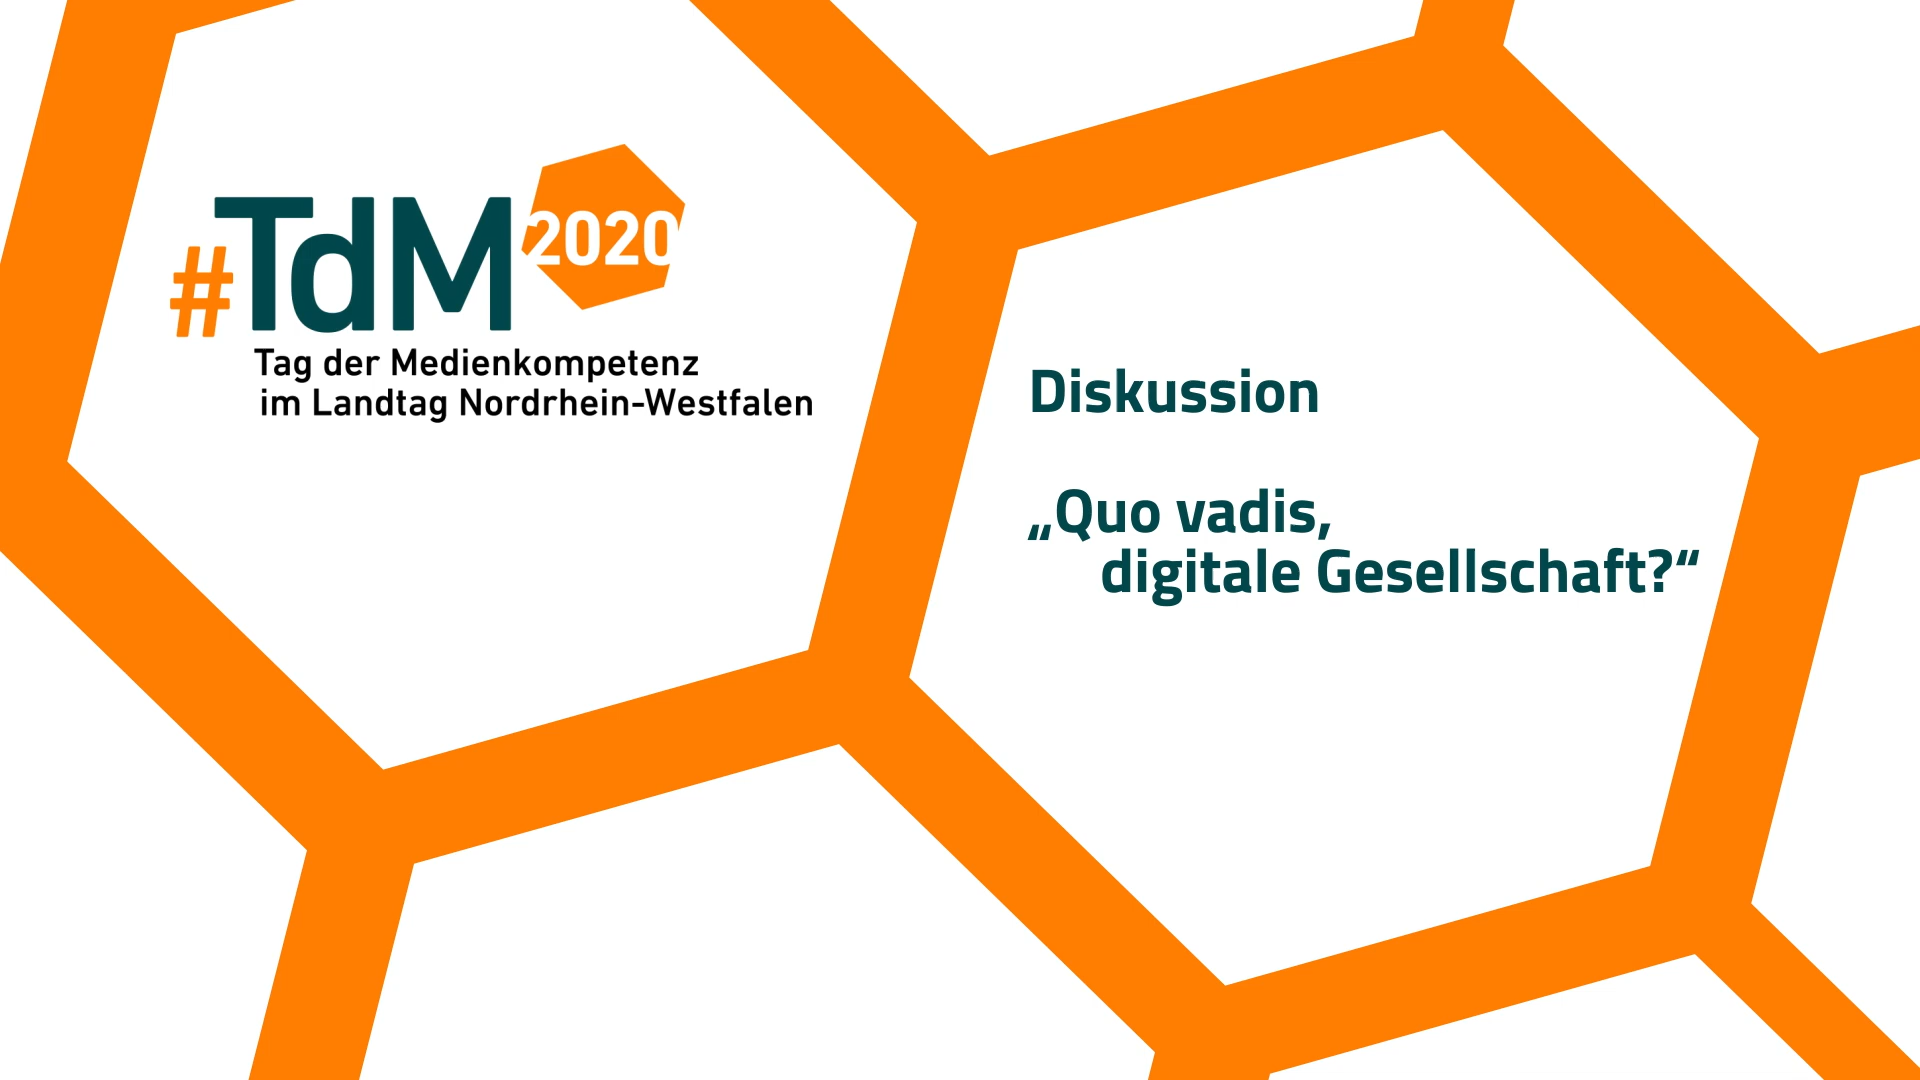 #TdM 2020
Tag der Medienkompetenz
im Landtag Nordrhein-Westfalen
Diskussion
„Quo vadis,
digitale Gesellschaft?“